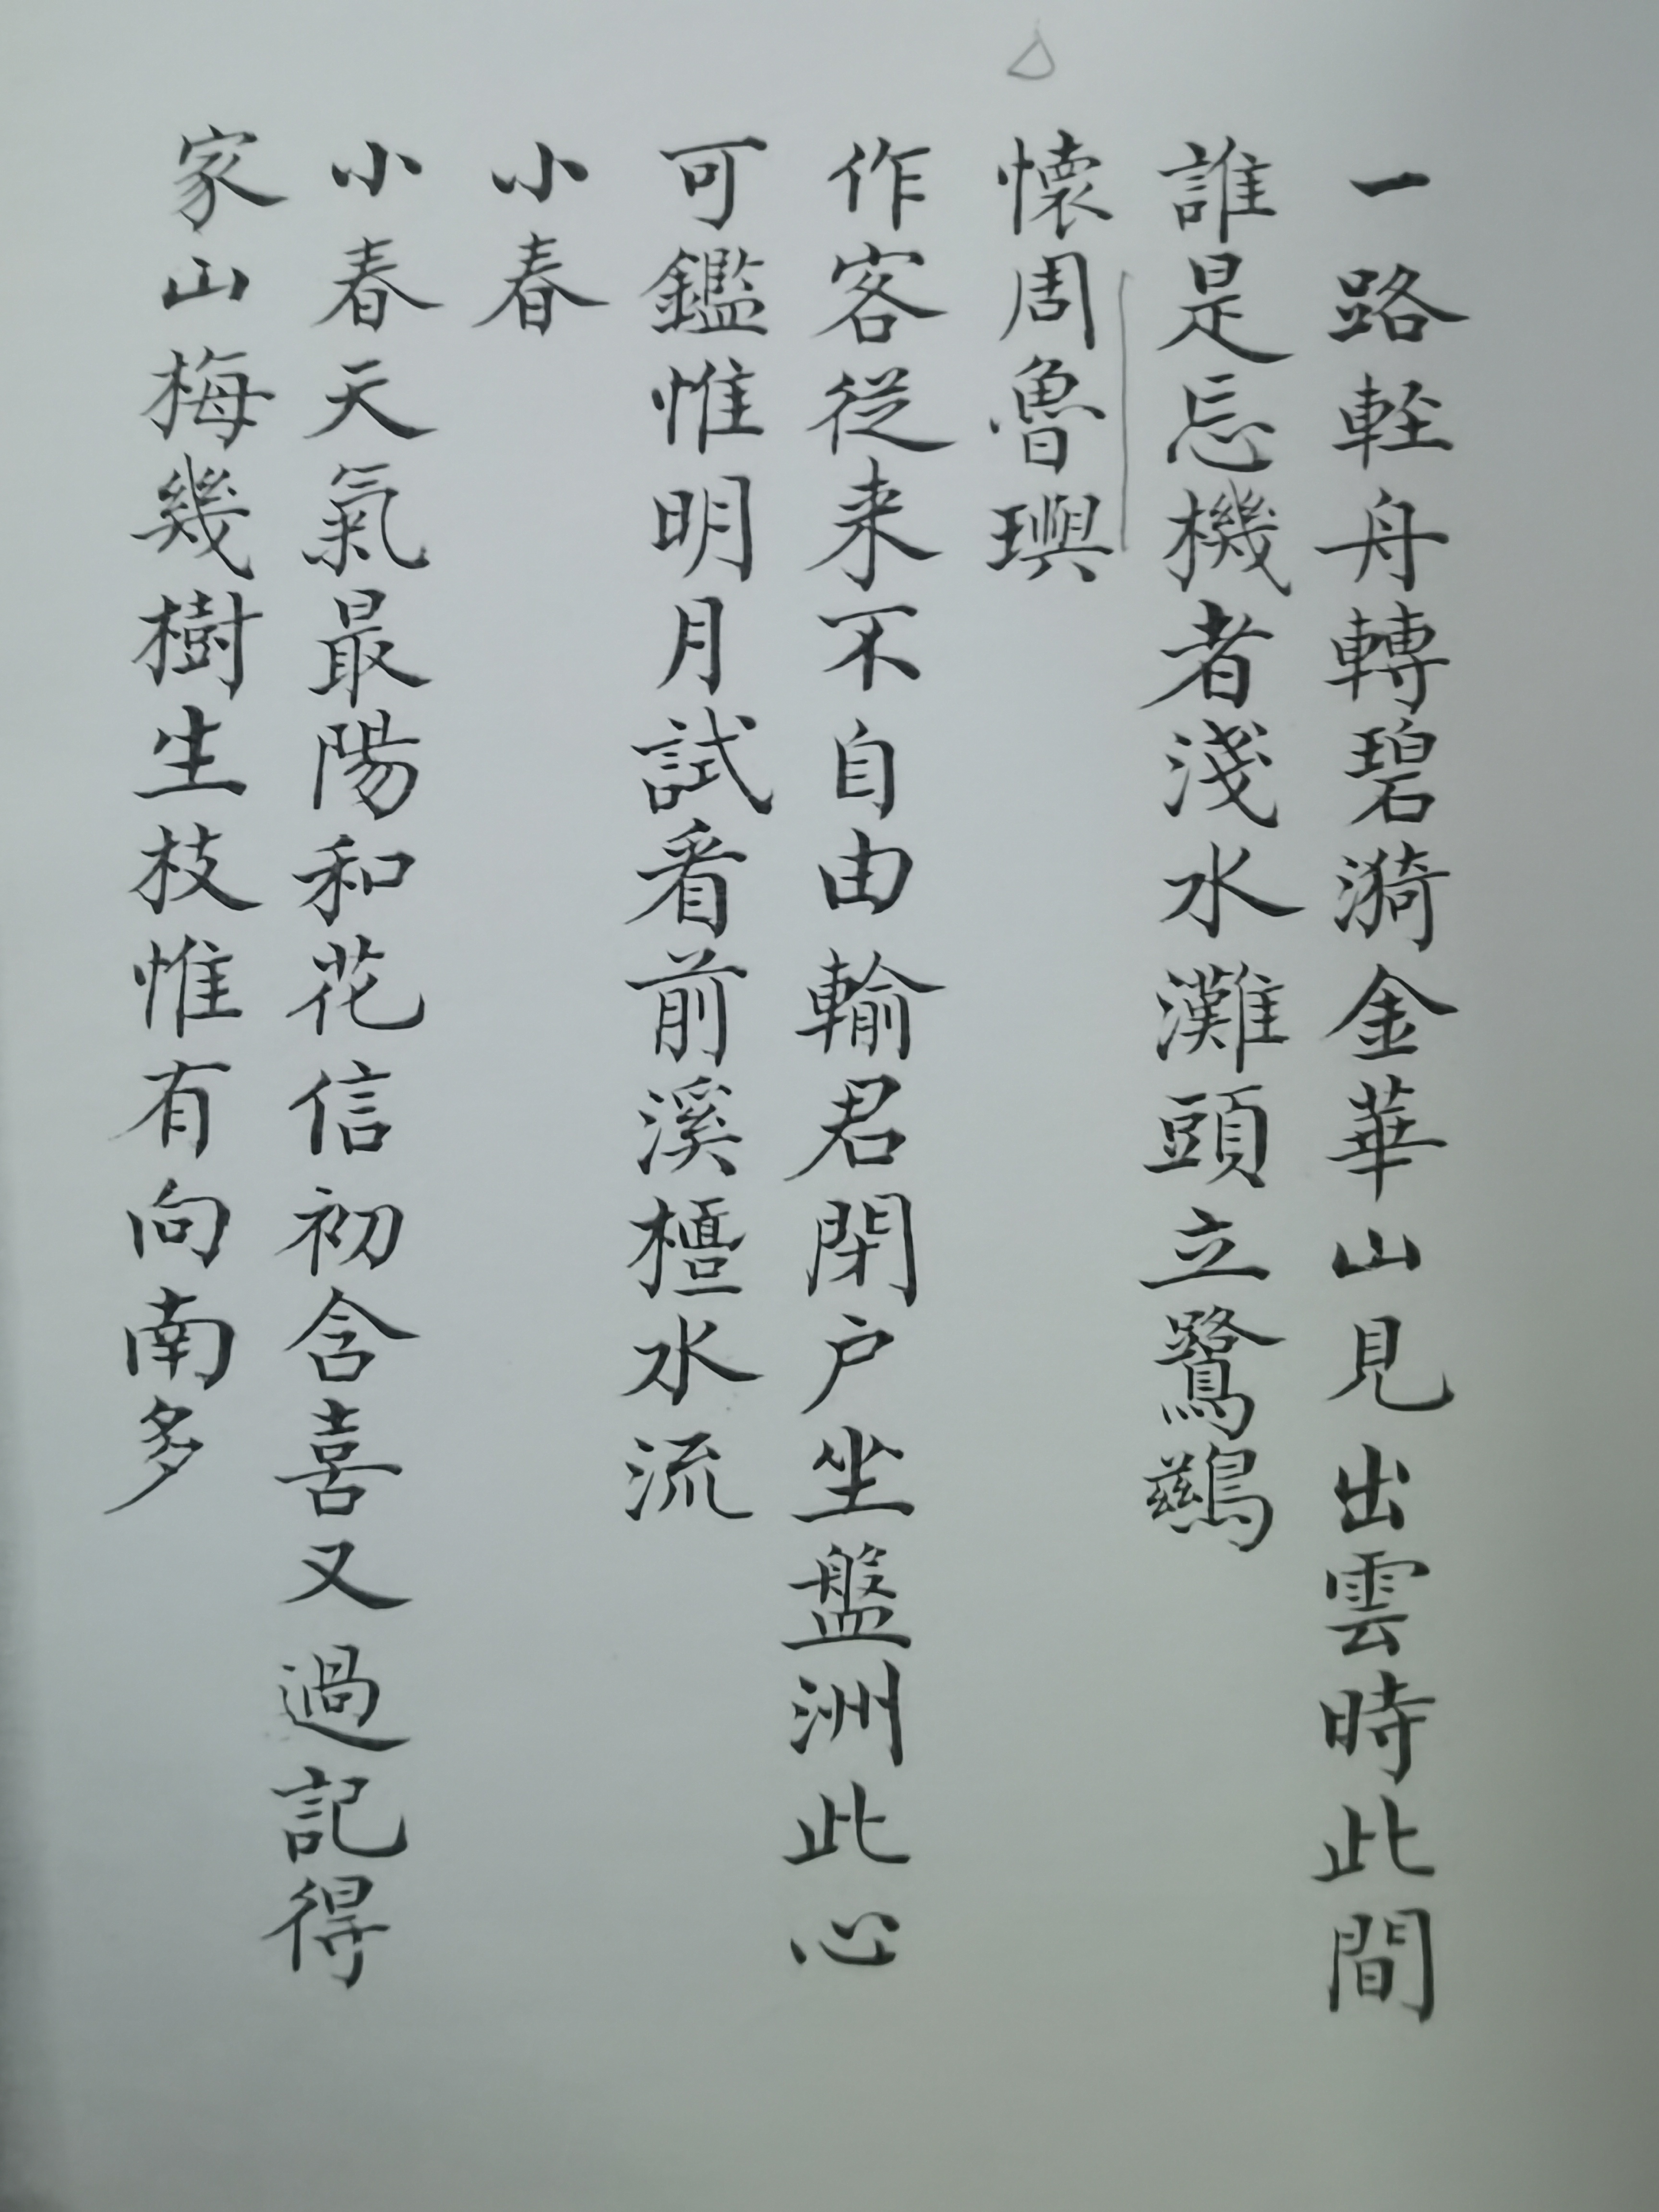 一路輊舟轉碧漪金華山見出雲時此間
誰是忘機者淺水灘頭立鷺鷀
懷周魯璵
作客從来不自由輸君閉户坐盤洲此心
可鑑惟明月試看前溪櫃水流
小春
小春天氣最陽和花信初含喜又過記得
家山梅幾樹生枝惟有向南多